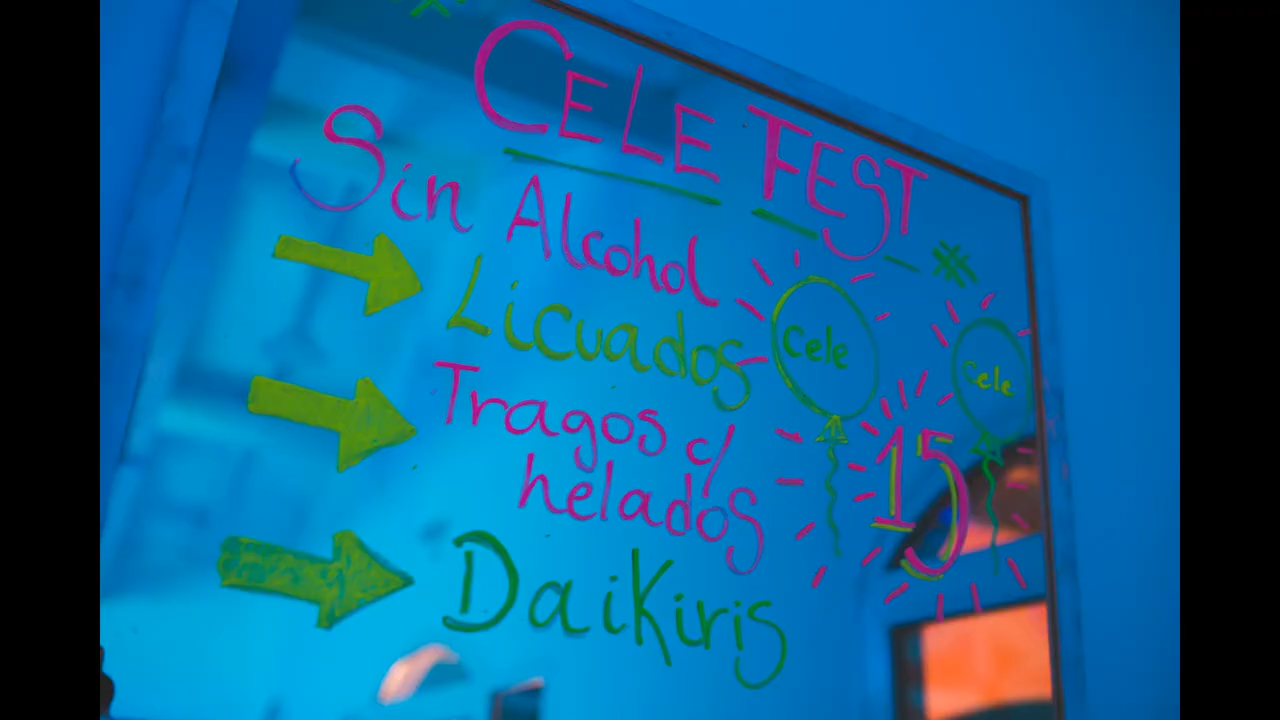 CELE FEST
Sin Alcohol
Licuados
Tragos c/
helados
Daikiris
Cele
Cele
15